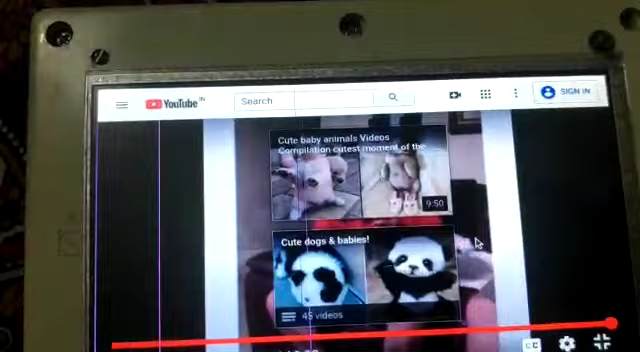 YouTube IN
Search
SIGN IN
Cute baby animals Videos
Compilation cutest moment of the
9:50
Cute dogs & babies!
45 videos
CC